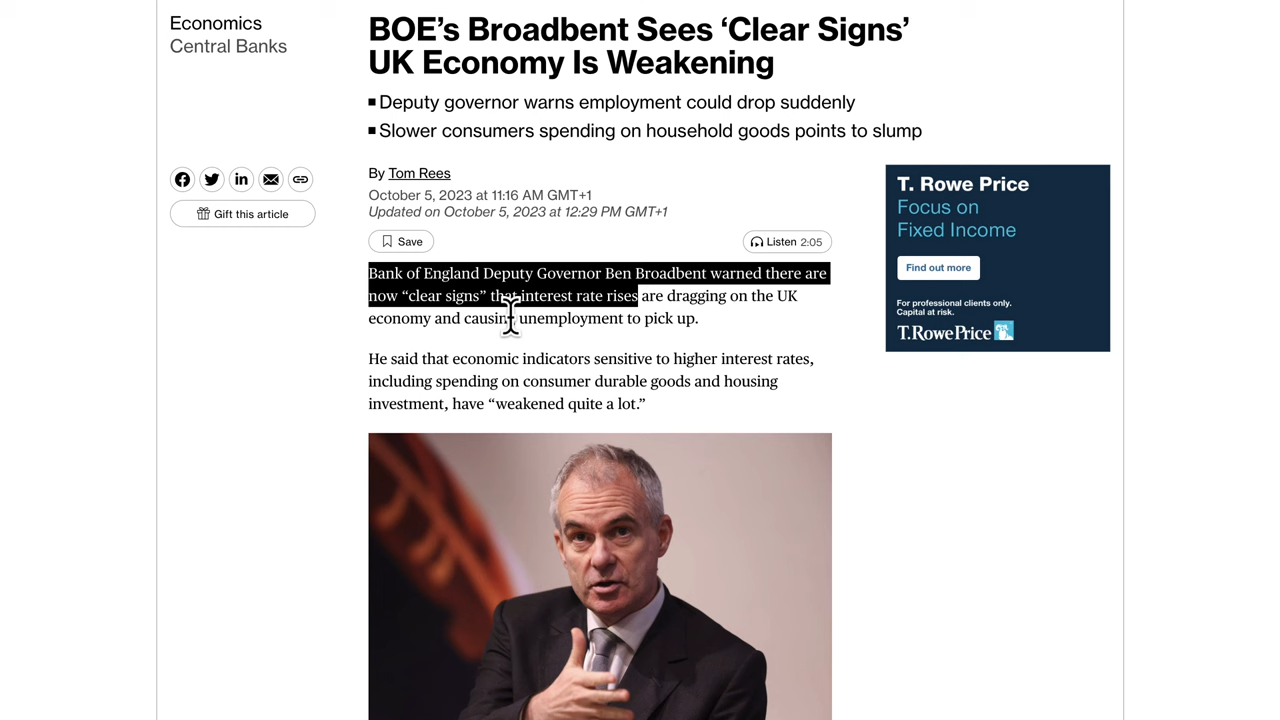 Economics
Central Banks
BOE’s Broadbent Sees ‘Clear Signs’
UK Economy Is Weakening
Deputy governor warns employment could drop suddenly
Slower consumers spending on household goods points to slump
By Tom Rees
October 5, 2023 at 11:16 AM GMT+1
Updated on October 5, 2023 at 12:29 PM GMT+1
Gift this article
Save
Listen 2:05
Bank of England Deputy Governor Ben Broadbent warned there are
now “clear signs” that interest rate rises are dragging on the UK
economy and causing unemployment to pick up.
He said that economic indicators sensitive to higher interest rates,
including spending on consumer durable goods and housing
investment, have “weakened quite a lot.”
T. Rowe Price
Focus on
Fixed Income
Find out more
For professional clients only.
Capital at risk.
T.RowePrice